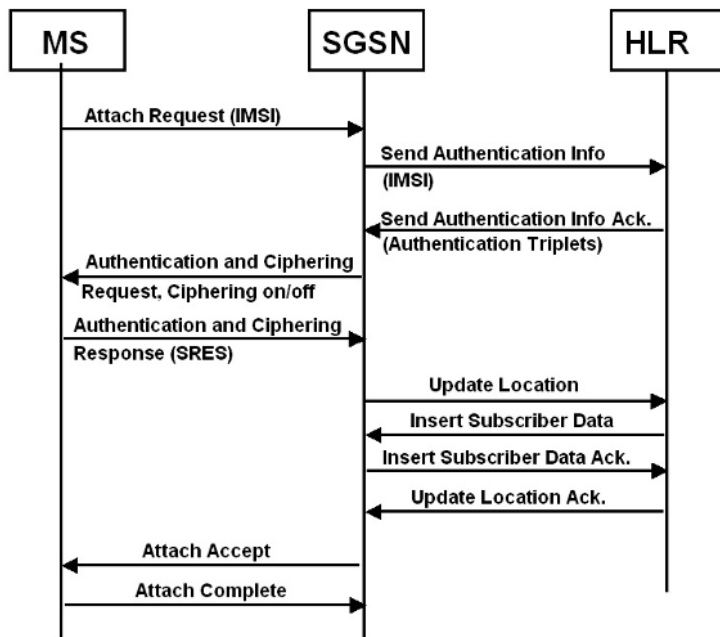 MS
SGSN
HLR
Attach Request (IMSI)
Send Authentication Info
(IMSI)
Send Authentication Info Ack.
(Authentication Triplets)
Authentication and Ciphering
Request, Ciphering on/off
Authentication and Ciphering
Response (SRES)
Update Location
Insert Subscriber Data
Insert Subscriber Data Ack.
Update Location Ack.
Attach Accept
Attach Complete